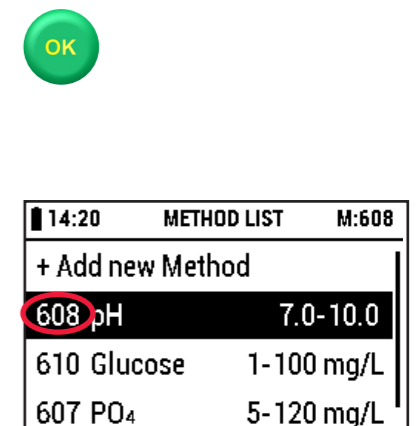 OK
14:20 METHOD LIST M:608
+ Add new Method
608 pH 7.0-10.0
610 Glucose 1-100 mg/L
607 PO₄ 5-120 mg/L